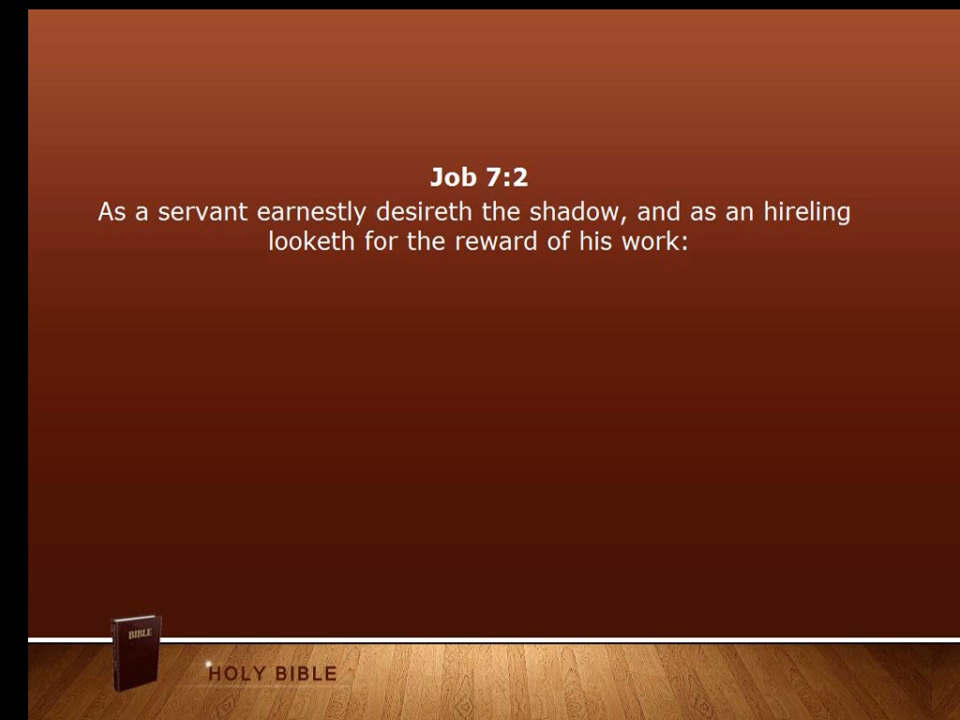 Job 7:2
As a servant earnestly desireth the shadow, and as an hireling
looketh for the reward of his work:
BIBLE
HOLY BIBLE